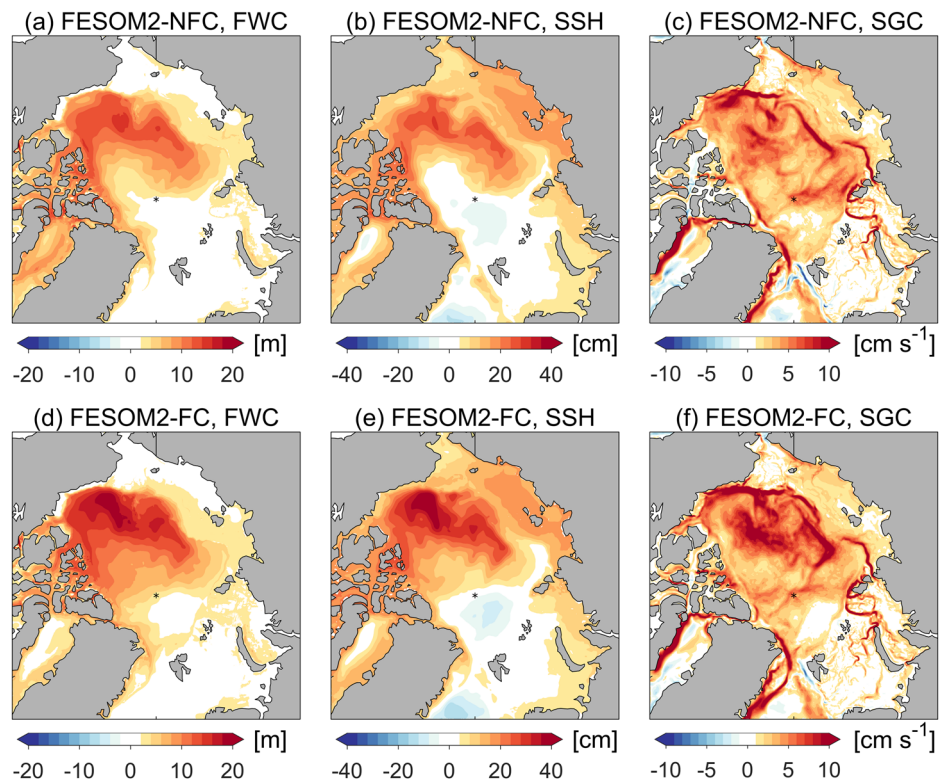 (a) FESOM2-NFC, FWC (b) FESOM2-NFC, SSH (c) FESOM2-NFC, SGC
* * *
[m] [cm] [cm s⁻¹]
-20 -10 0 10 20 -40 -20 0 20 40 -10 -5 0 5 10
(d) FESOM2-FC, FWC (e) FESOM2-FC, SSH (f) FESOM2-FC, SGC
* * *
[m] [cm] [cm s⁻¹]
-20 -10 0 10 20 -40 -20 0 20 40 -10 -5 0 5 10